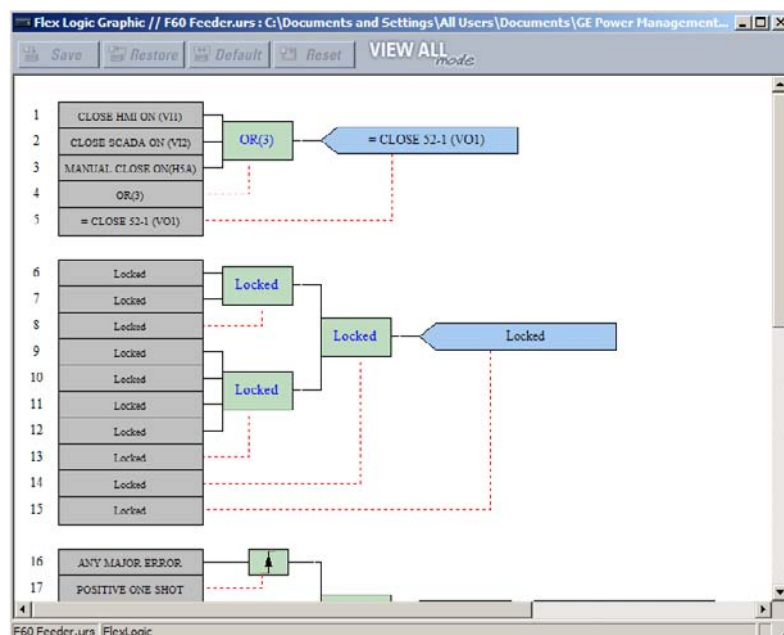 Flex Logic Graphic // F60 Feeder.urs : C:\Documents and Settings\All Users\Documents\GE Power Management...
Save Restore Default Reset VIEW ALL mode
1 CLOSE HMI ON (VI1)
2 CLOSE SCADA ON (VI2) OR(3) = CLOSE 52-1 (VO1)
3 MANUAL CLOSE ON(H5A)
4 OR(3)
5 = CLOSE 52-1 (VO1)
6 Locked
7 Locked Locked
8 Locked
9 Locked Locked Locked
10 Locked
11 Locked Locked
12 Locked
13 Locked
14 Locked
15 Locked
16 ANY MAJOR ERROR
17 POSITIVE ONE SHOT
F60 Feeder.urs FlexLogic